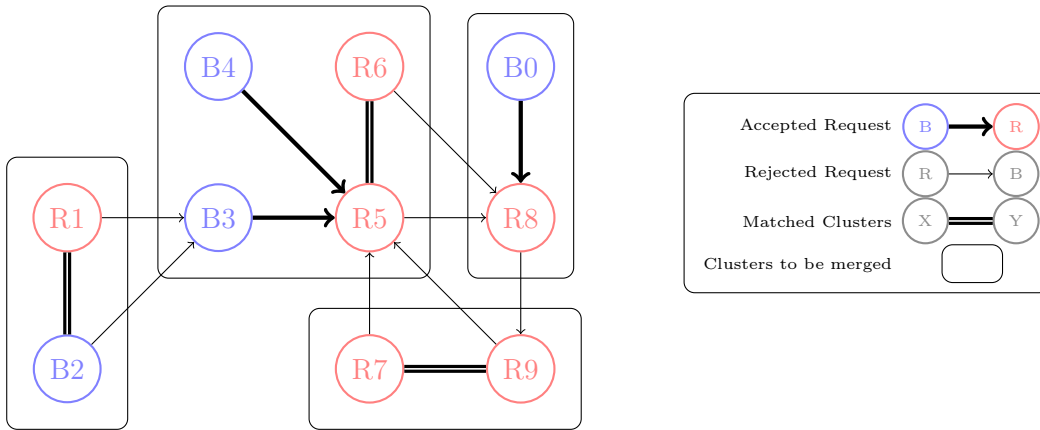 B4 R6 B0
R1 B3 R5 R8
B2 R7 R9
Accepted Request B R
Rejected Request R B
Matched Clusters X Y
Clusters to be merged